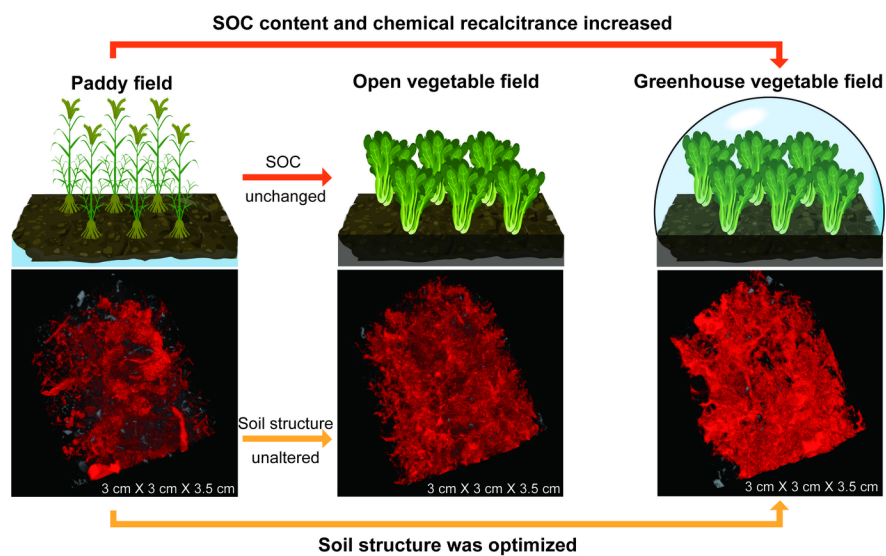 SOC content and chemical recalcitrance increased
Paddy field
Open vegetable field
Greenhouse vegetable field
SOC
unchanged
Soil structure
unaltered
3 cm X 3 cm X 3.5 cm
3 cm X 3 cm X 3.5 cm
3 cm X 3 cm X 3.5 cm
Soil structure was optimized